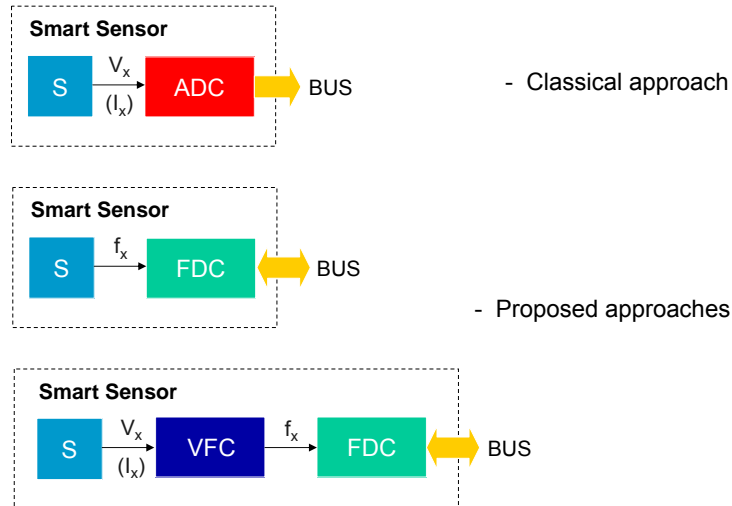 Smart Sensor
S
Vx
(Ix)
ADC
BUS
- Classical approach
Smart Sensor
S
fx
FDC
BUS
- Proposed approaches
Smart Sensor
S
Vx
(Ix)
VFC
fx
FDC
BUS